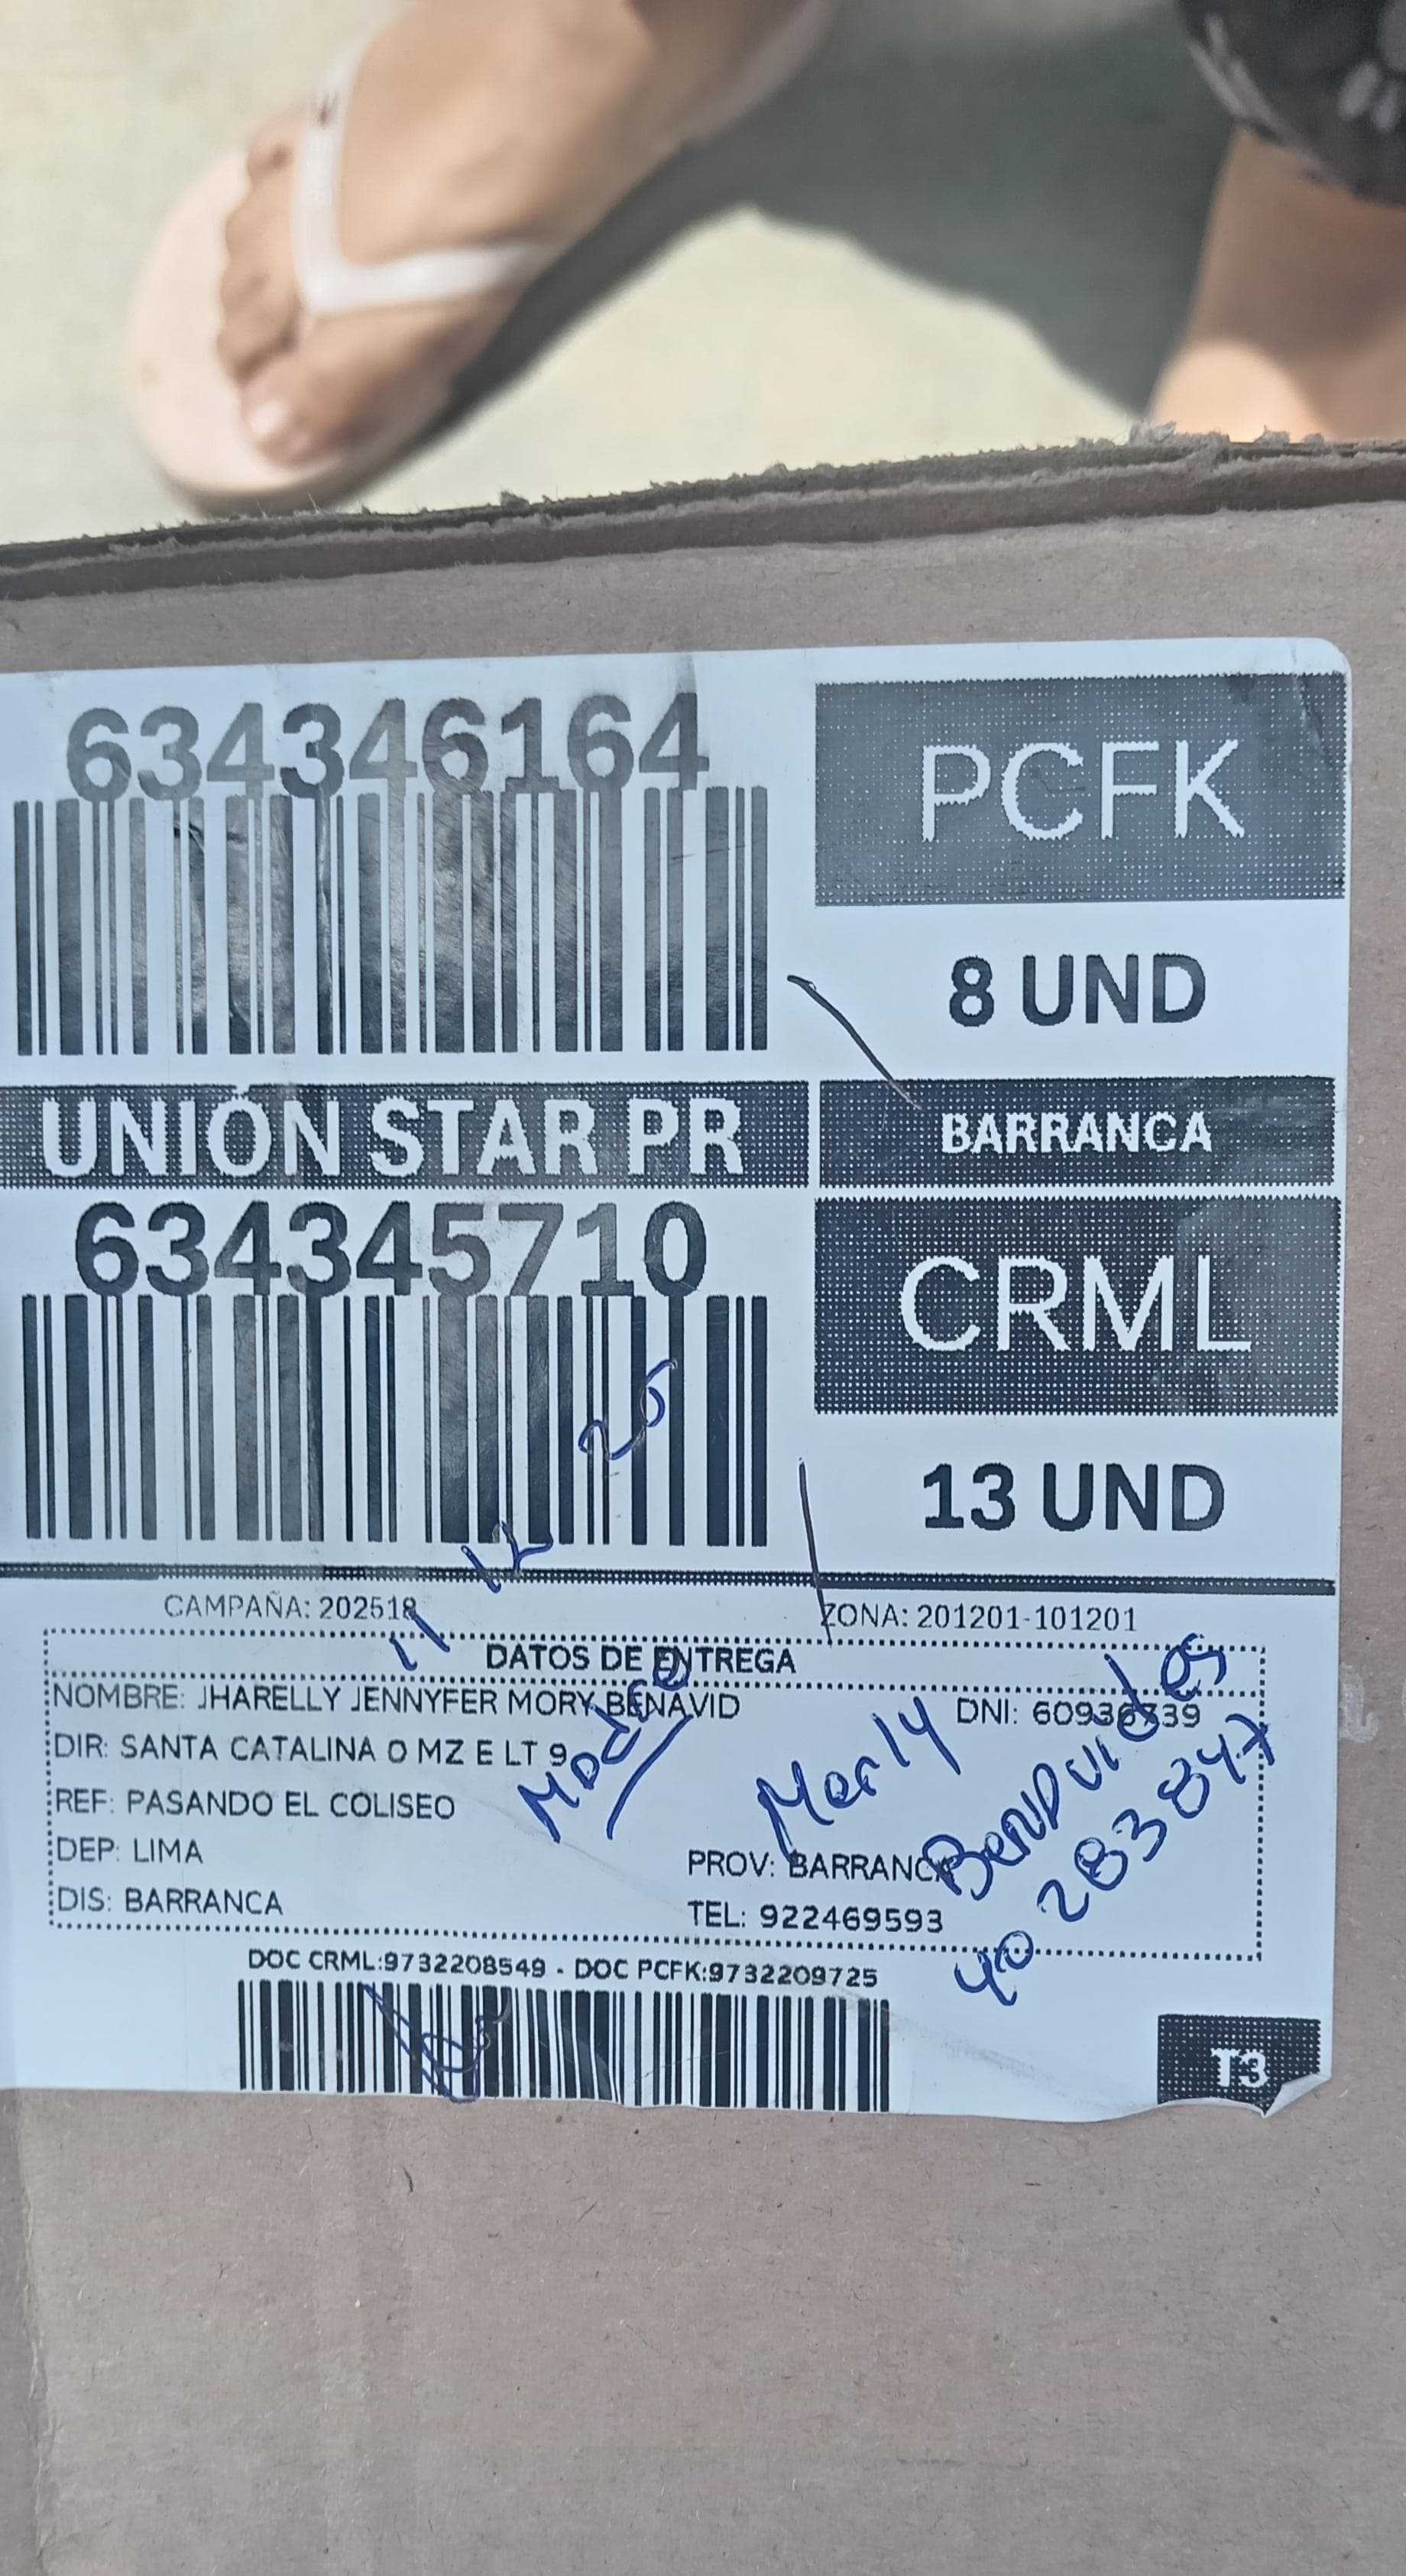 634346164
PCFK
8 UND
UNIÓN STAR PR
BARRANCA
634345710
CRML
13 UND
11 12 25
CAMPAÑA: 202518
ZONA: 201201-101201
DATOS DE ENTREGA
NOMBRE: JHARELLY JENNYFER MORY BENAVID
DNI: 60936739
DIR: SANTA CATALINA O MZ E LT 9
Madre
Merly
Benavides
40283847
REF: PASANDO EL COLISEO
DEP: LIMA
PROV: BARRANCA
DIS: BARRANCA
TEL: 922469593
DOC CRML:9732208549 - DOC PCFK:9732209725
T3